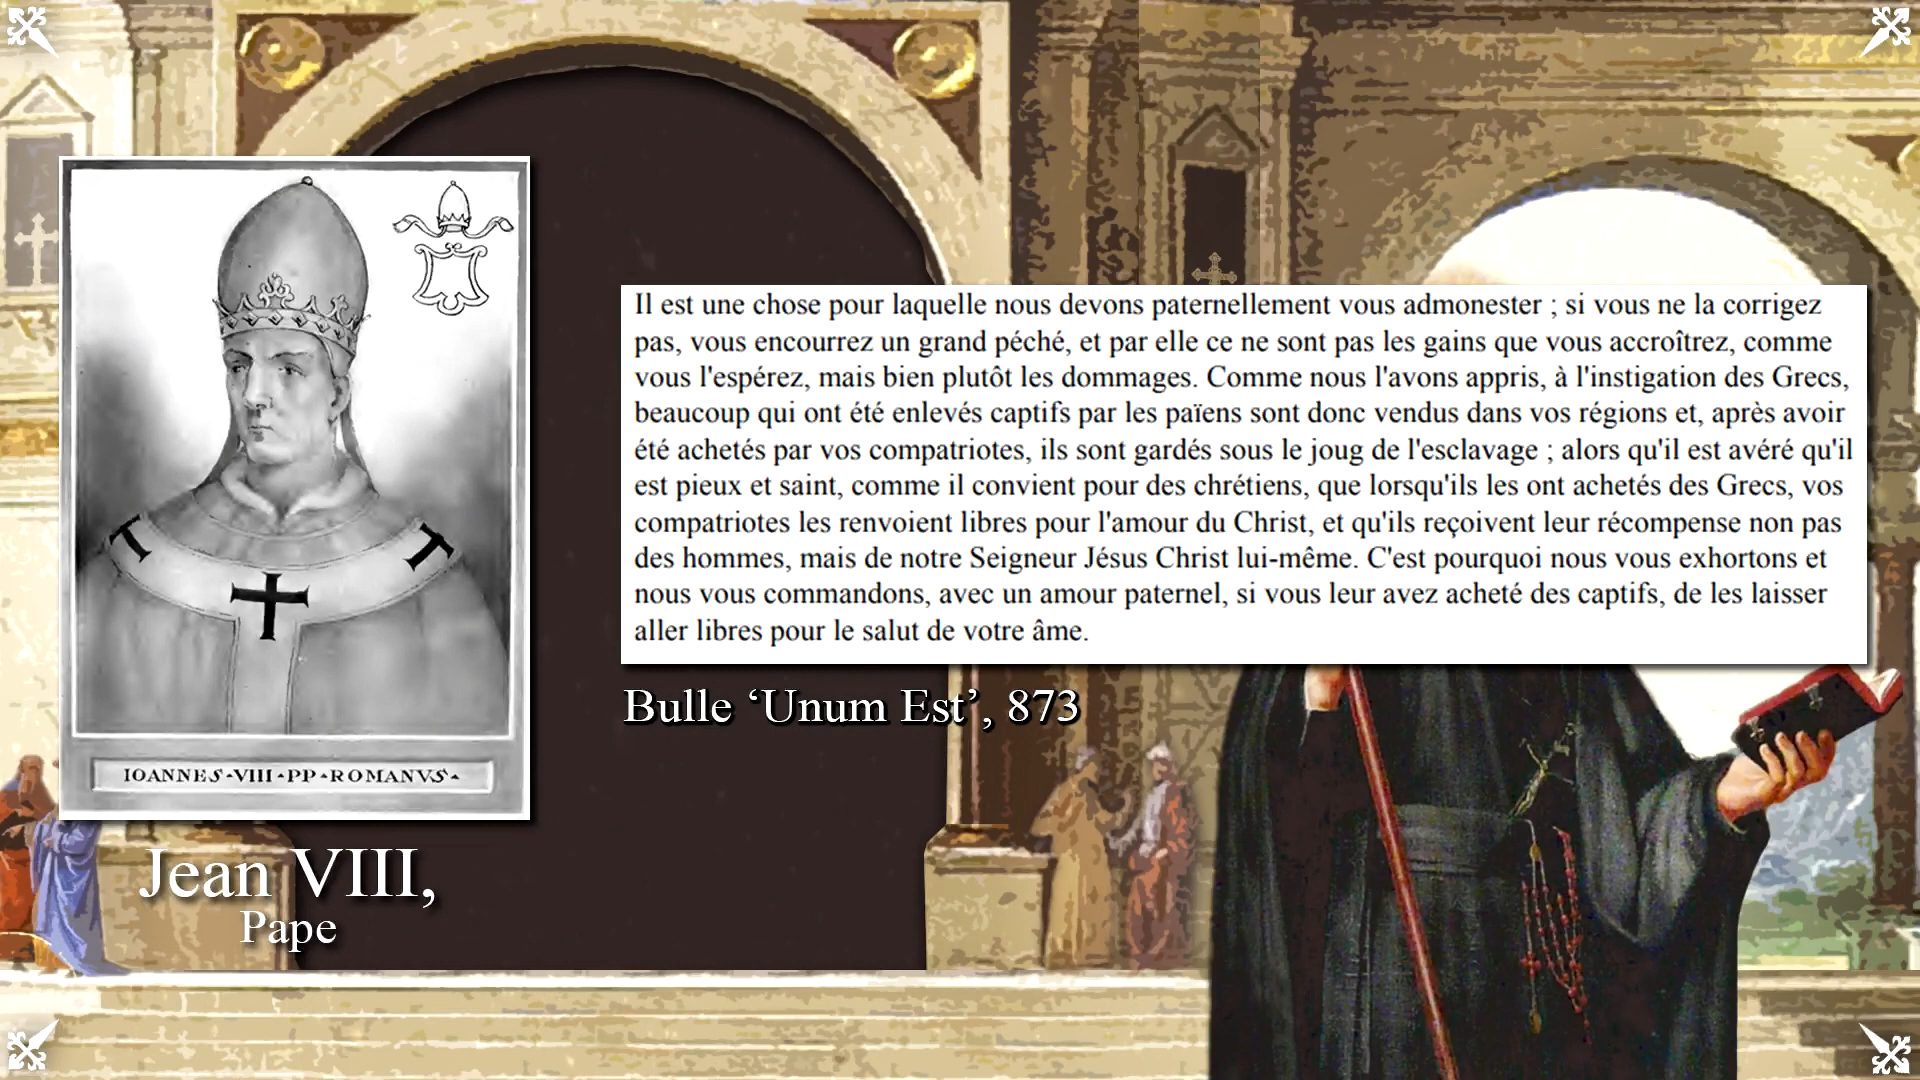 IOANNES·VIII·PP·ROMANVS·
Jean VIII,
Pape
Il est une chose pour laquelle nous devons paternellement vous admonester ; si vous ne la corrigez
pas, vous encourrez un grand péché, et par elle ce ne sont pas les gains que vous accroîtrez, comme
vous l'espérez, mais bien plutôt les dommages. Comme nous l'avons appris, à l'instigation des Grecs,
beaucoup qui ont été enlevés captifs par les païens sont donc vendus dans vos régions et, après avoir
été achetés par vos compatriotes, ils sont gardés sous le joug de l'esclavage ; alors qu'il est avéré qu'il
est pieux et saint, comme il convient pour des chrétiens, que lorsqu'ils les ont achetés des Grecs, vos
compatriotes les renvoient libres pour l'amour du Christ, et qu'ils reçoivent leur récompense non pas
des hommes, mais de notre Seigneur Jésus Christ lui-même. C'est pourquoi nous vous exhortons et
nous vous commandons, avec un amour paternel, si vous leur avez acheté des captifs, de les laisser
aller libres pour le salut de votre âme.
Bulle ‘Unum Est’, 873